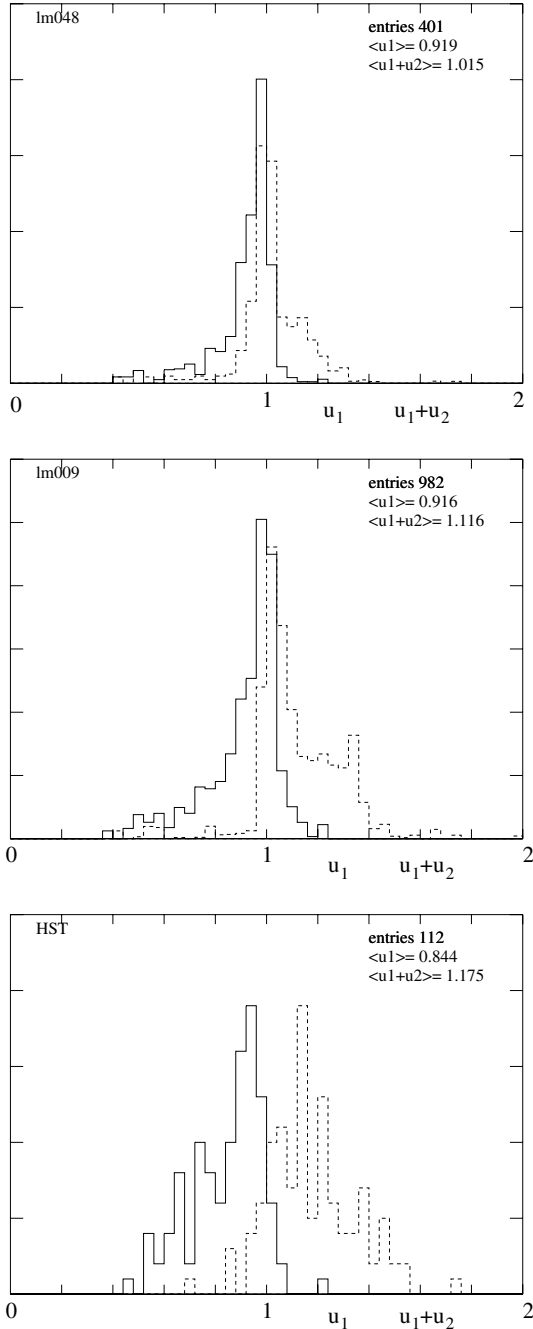 lm048
entries 401
<u1>= 0.919
<u1+u2>= 1.015
0 1 u₁ u₁+u₂ 2
lm009
entries 982
<u1>= 0.916
<u1+u2>= 1.116
0 1 u₁ u₁+u₂ 2
HST
entries 112
<u1>= 0.844
<u1+u2>= 1.175
0 1 u₁ u₁+u₂ 2